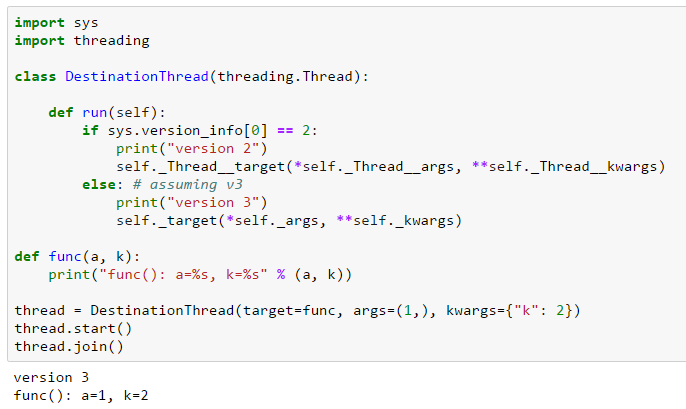 import sys
import threading

class DestinationThread(threading.Thread):

    def run(self):
        if sys.version_info[0] == 2:
            print("version 2")
            self._Thread__target(*self._Thread__args, **self._Thread__kwargs)
        else: # assuming v3
            print("version 3")
            self._target(*self._args, **self._kwargs)

def func(a, k):
    print("func(): a=%s, k=%s" % (a, k))

thread = DestinationThread(target=func, args=(1,), kwargs={"k": 2})
thread.start()
thread.join()
version 3
func(): a=1, k=2